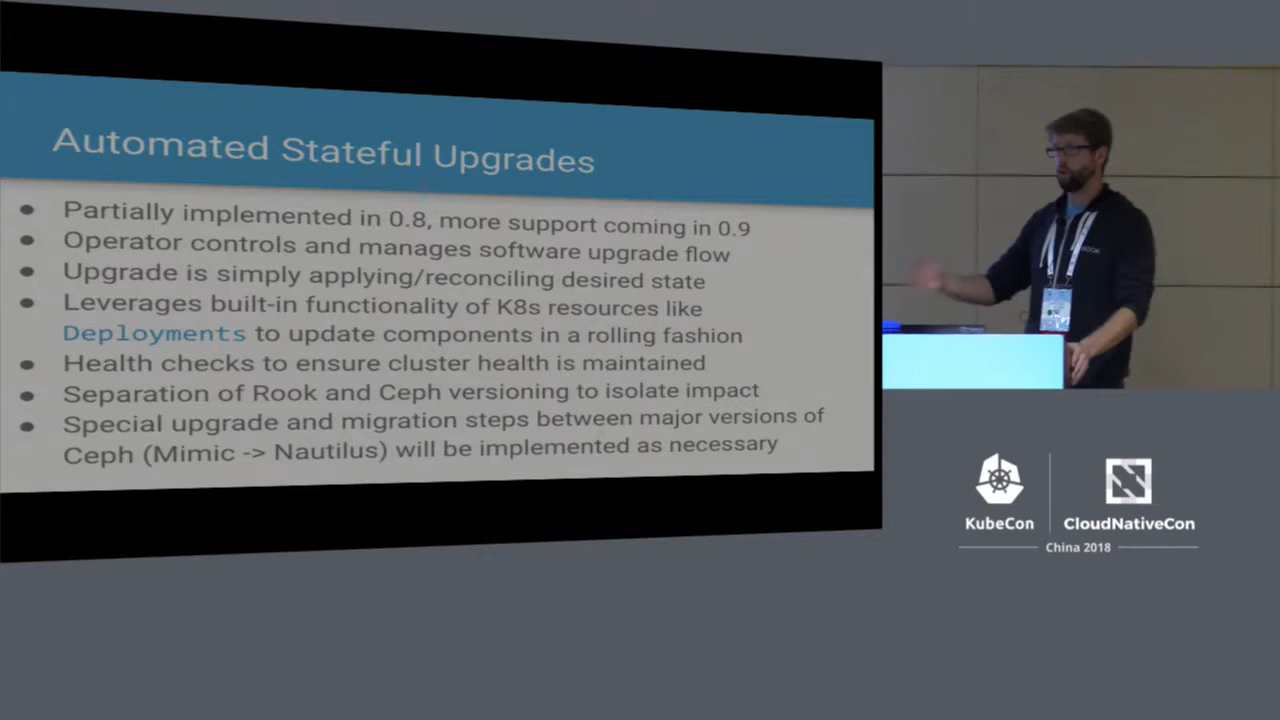 Automated Stateful Upgrades
● Partially implemented in 0.8, more support coming in 0.9
● Operator controls and manages software upgrade flow
● Upgrade is simply applying/reconciling desired state
● Leverages built-in functionality of K8s resources like
Deployments to update components in a rolling fashion
● Health checks to ensure cluster health is maintained
● Separation of Rook and Ceph versioning to isolate impact
● Special upgrade and migration steps between major versions of
Ceph (Mimic -> Nautilus) will be implemented as necessary
KubeCon
CloudNativeCon
China 2018